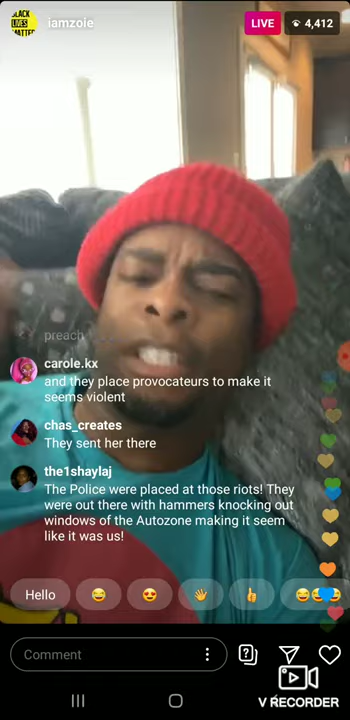 BLACK
LIVES
MATTER
iamzoie
LIVE
4,412
preach
carole.kx
and they place provocateurs to make it
seems violent
chas_creates
They sent her there
the1shaylaj
The Police were placed at those riots! They
were out there with hammers knocking out
windows of the Autozone making it seem
like it was us!
Hello
Comment
V RECORDER